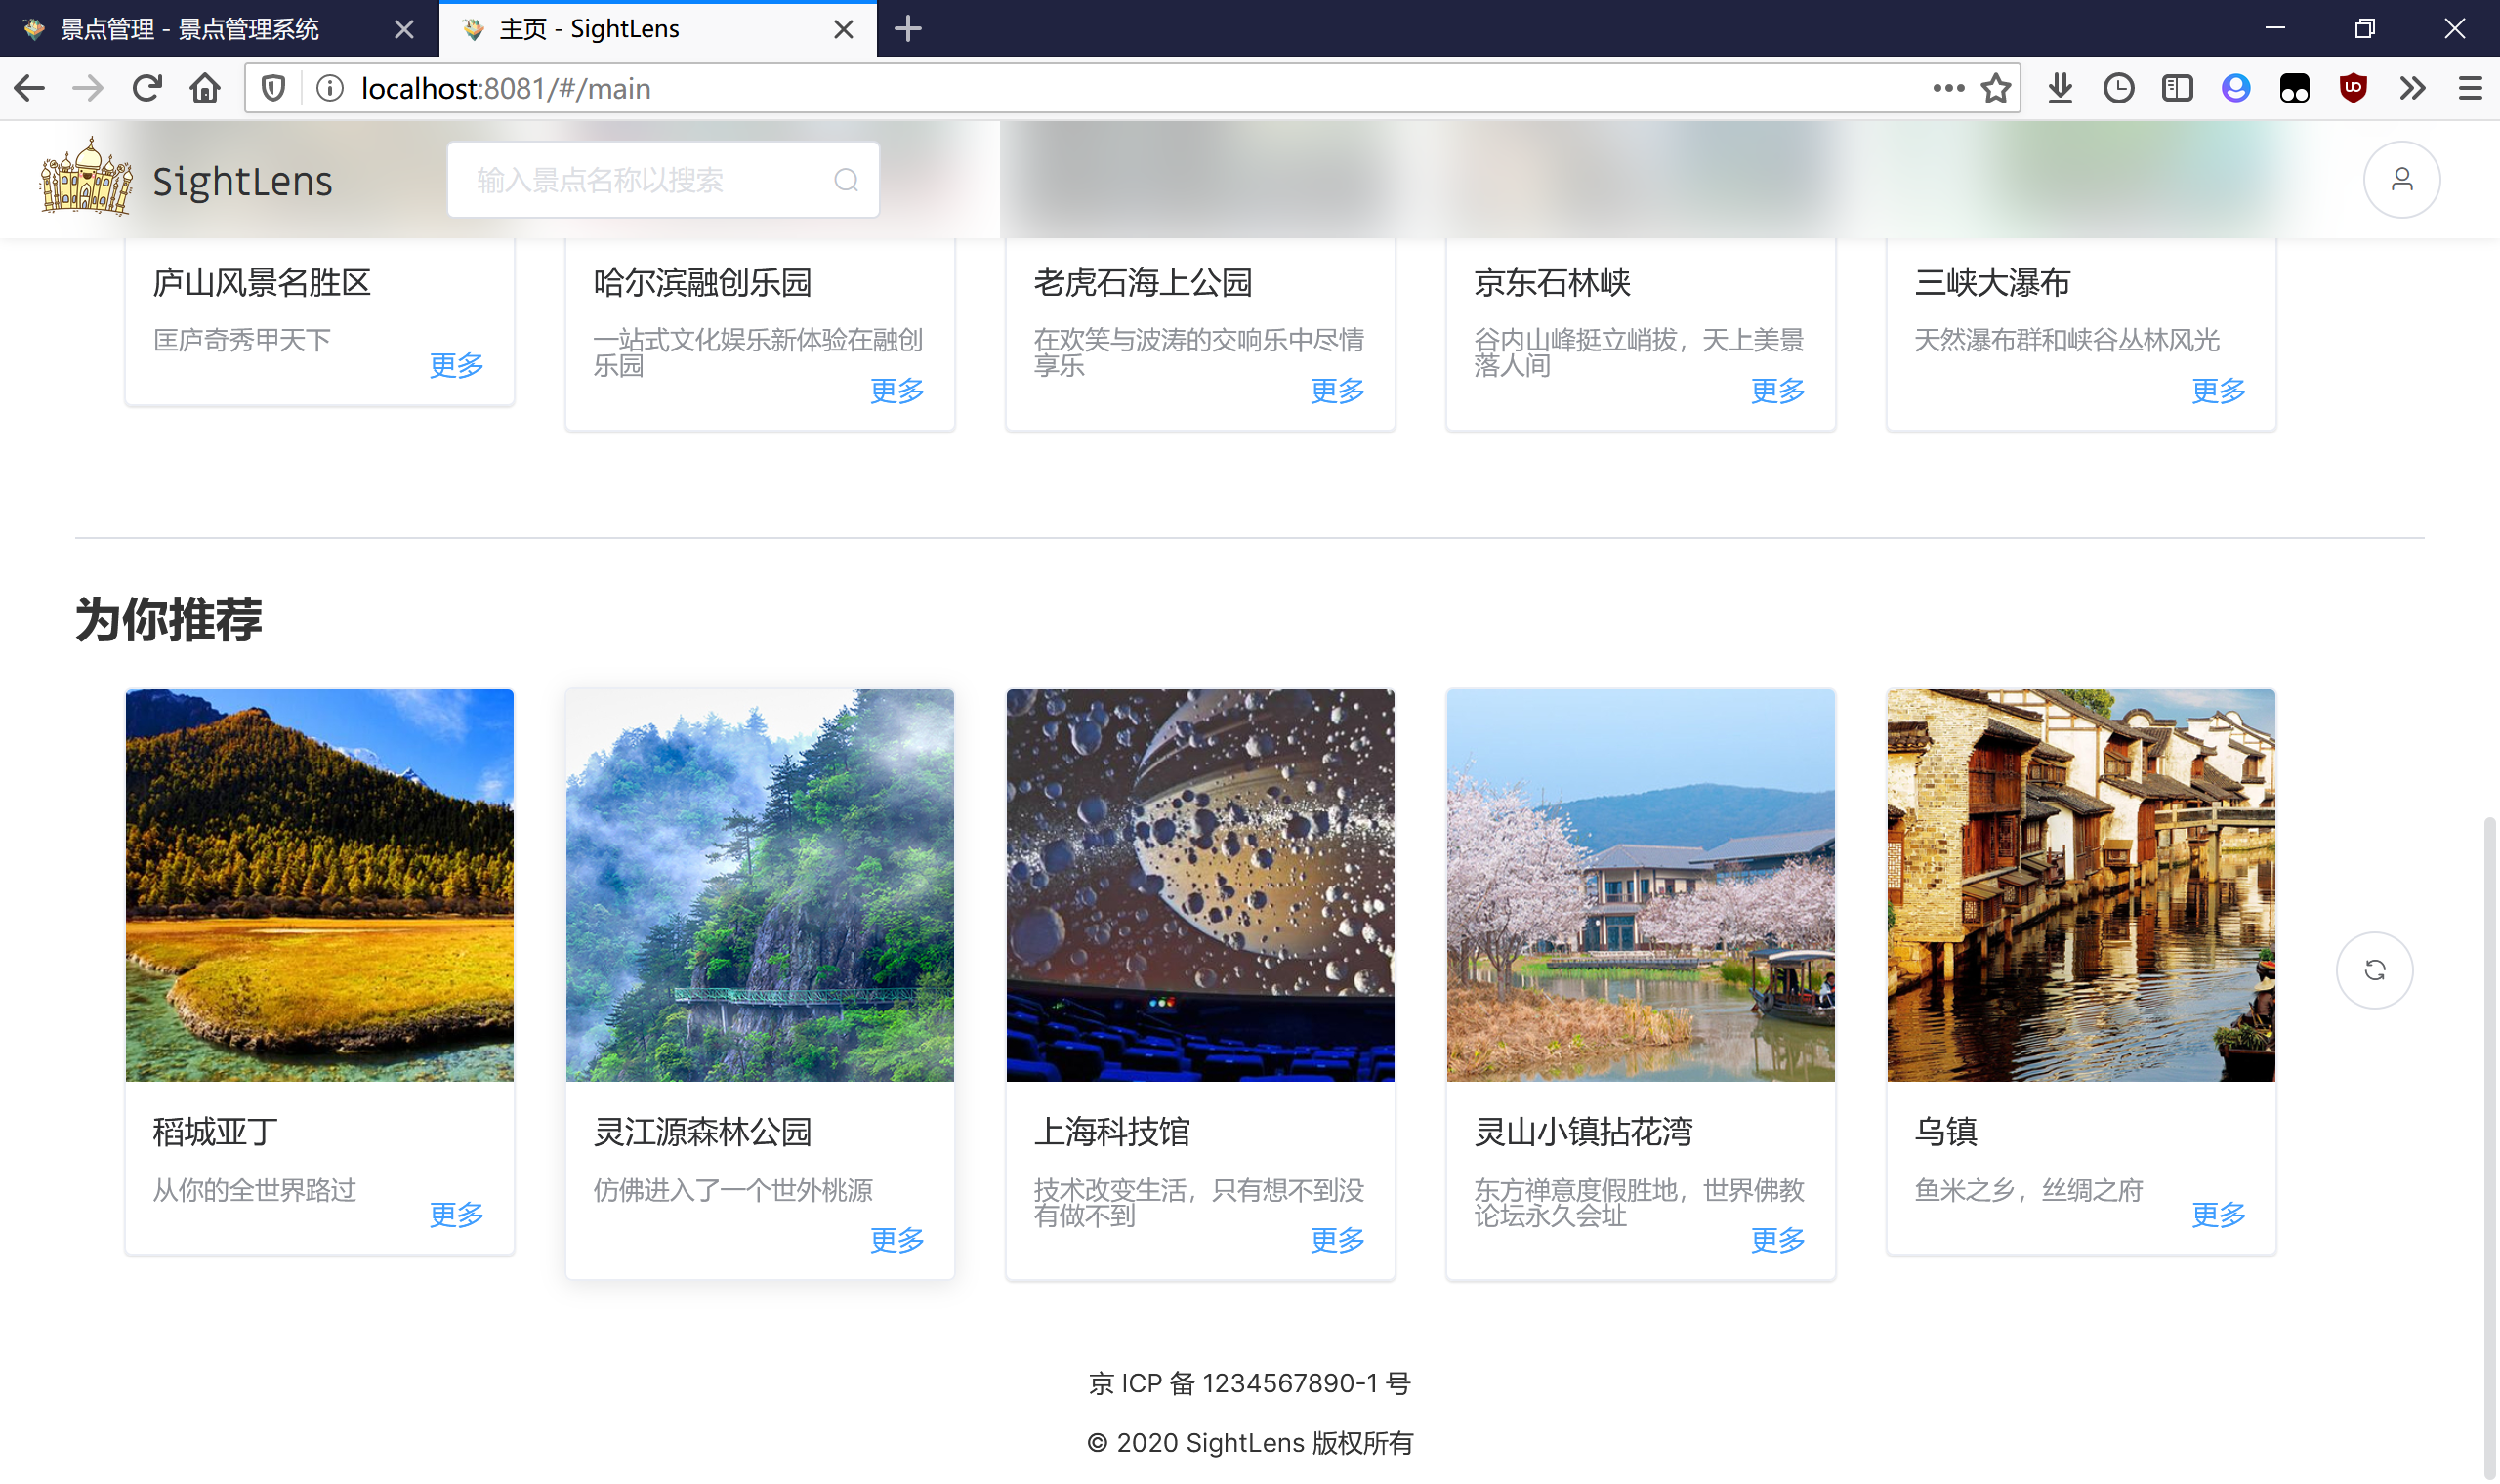 景点管理 - 景点管理系统
主页 - SightLens
localhost:8081/#/main
SightLens
输入景点名称以搜索
庐山风景名胜区
匡庐奇秀甲天下
更多
哈尔滨融创乐园
一站式文化娱乐新体验在融创
乐园
更多
老虎石海上公园
在欢笑与波涛的交响乐中尽情
享乐
更多
京东石林峡
谷内山峰挺立峭拔，天上美景
落人间
更多
三峡大瀑布
天然瀑布群和峡谷丛林风光
更多
为你推荐
稻城亚丁
从你的全世界路过
更多
灵江源森林公园
仿佛进入了一个世外桃源
更多
上海科技馆
技术改变生活，只有想不到没
有做不到
更多
灵山小镇拈花湾
东方禅意度假胜地，世界佛教
论坛永久会址
更多
乌镇
鱼米之乡，丝绸之府
更多
京 ICP 备 1234567890-1 号
© 2020 SightLens 版权所有